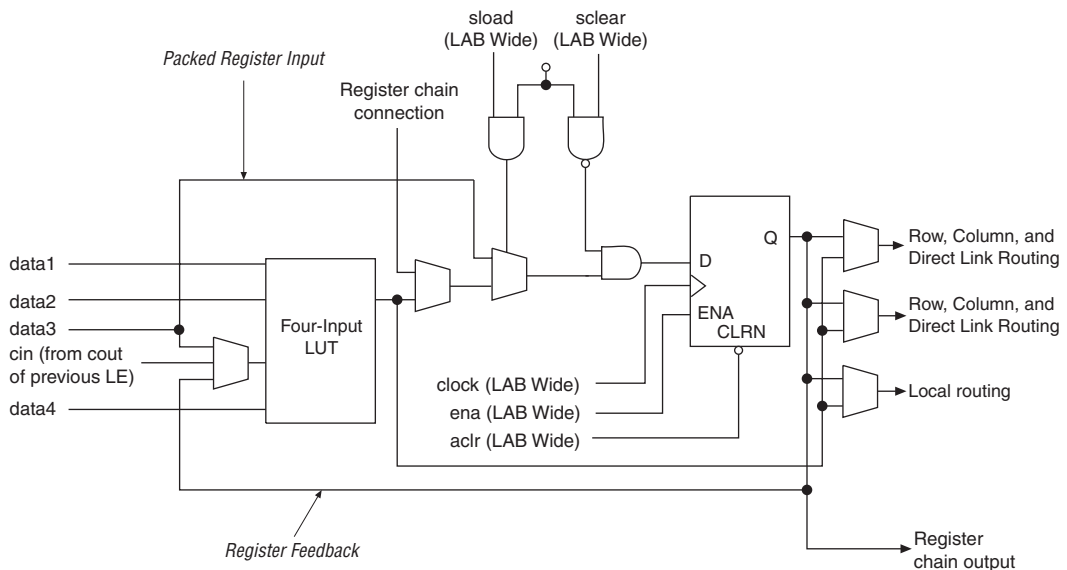 sload
(LAB Wide)
sclear
(LAB Wide)
Packed Register Input
Register chain
connection
data1
data2
data3
cin (from cout
of previous LE)
data4
Four-Input
LUT
Q
D
ENA
CLRN
clock (LAB Wide)
ena (LAB Wide)
aclr (LAB Wide)
Row, Column, and
Direct Link Routing
Row, Column, and
Direct Link Routing
Local routing
Register Feedback
Register
chain output